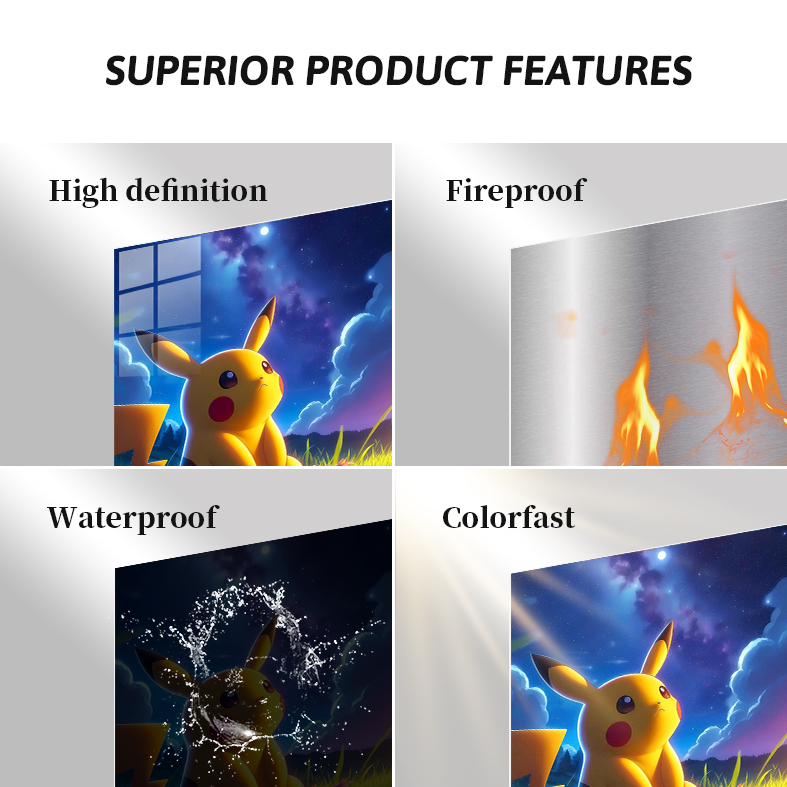 SUPERIOR PRODUCT FEATURES
High definition
Fireproof
Waterproof
Colorfast